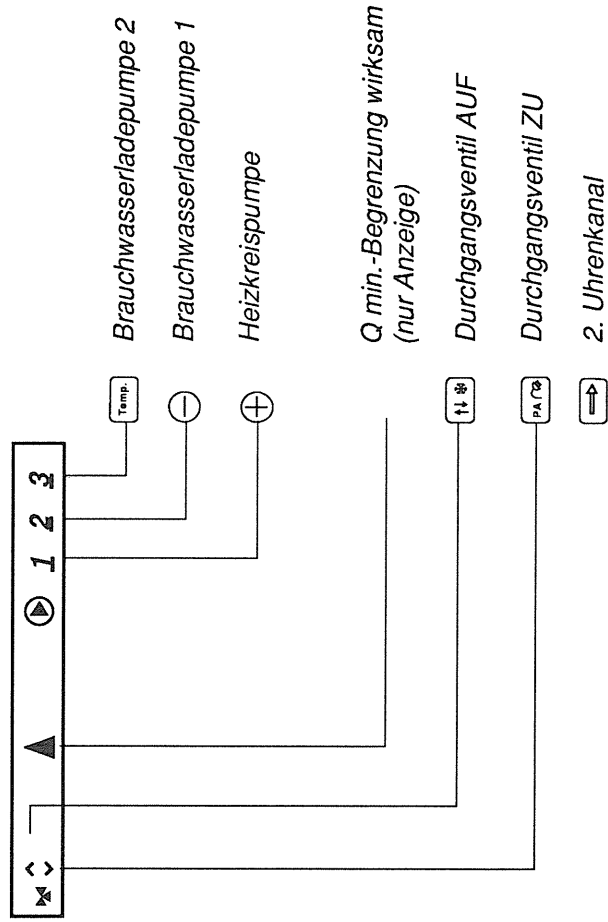 1 2 3
Temp. Brauchwasserladepumpe 2
Brauchwasserladepumpe 1
Heizkreispumpe
Q min.-Begrenzung wirksam
(nur Anzeige)
Durchgangsventil AUF
PA Durchgangsventil ZU
2. Uhrenkanal